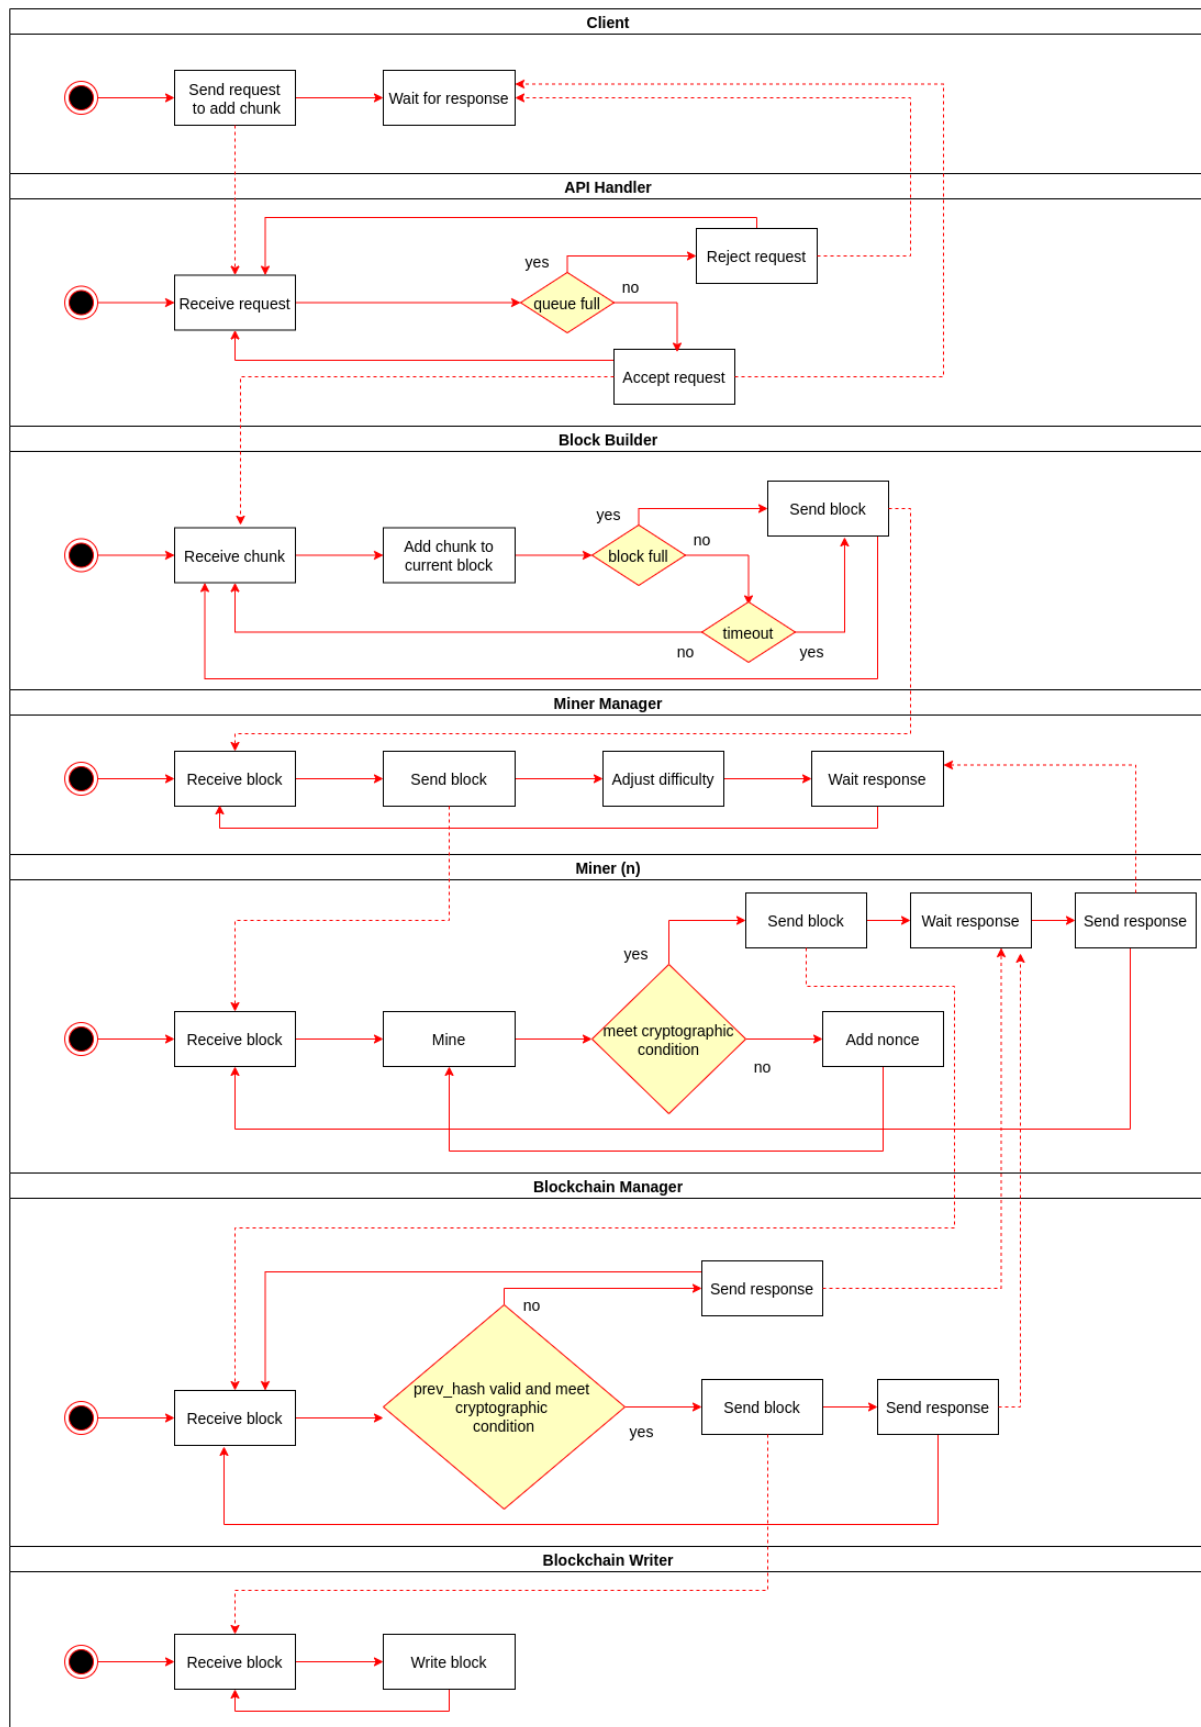 Client
Send request
to add chunk
Wait for response
API Handler
Reject request
yes
no
Receive request
queue full
Accept request
Block Builder
Send block
yes
no
Receive chunk
Add chunk to
current block
block full
timeout
no
yes
Miner Manager
Receive block
Send block
Adjust difficulty
Wait response
Miner (n)
Send block
Wait response
Send response
yes
Receive block
Mine
meet cryptographic
condition
Add nonce
no
Blockchain Manager
Send response
no
prev_hash valid and meet
cryptographic
condition
Receive block
Send block
Send response
yes
Blockchain Writer
Receive block
Write block